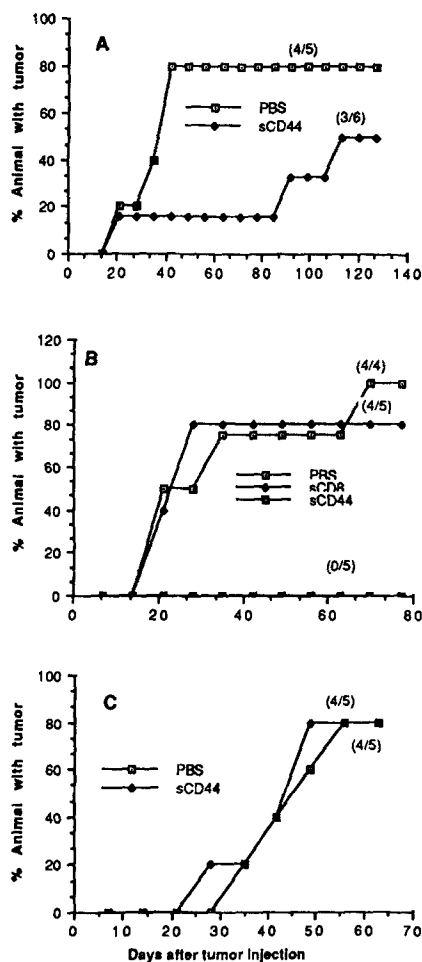 A
% Animal with tumor
100
80
60
40
20
0
(4/5)
PBS
sCD44
(3/6)
0 20 40 60 80 100 120 140
B
% Animal with tumor
120
100
80
60
40
20
0
(4/4)
(4/5)
PBS
sCD8
sCD44
(0/5)
0 20 40 60 80
C
% Animal with tumor
100
80
60
40
20
0
(4/5)
(4/5)
PBS
sCD44
0 10 20 30 40 50 60 70
Days after tumor injection